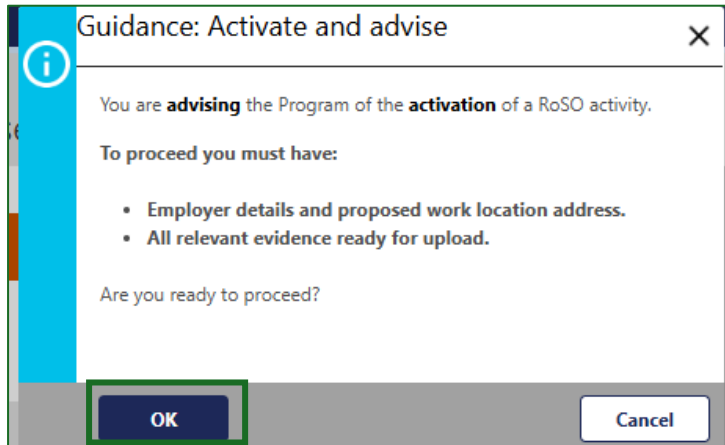 Guidance: Activate and advise
You are advising the Program of the activation of a RoSO activity.
To proceed you must have:
• Employer details and proposed work location address.
• All relevant evidence ready for upload.
Are you ready to proceed?
OK
Cancel